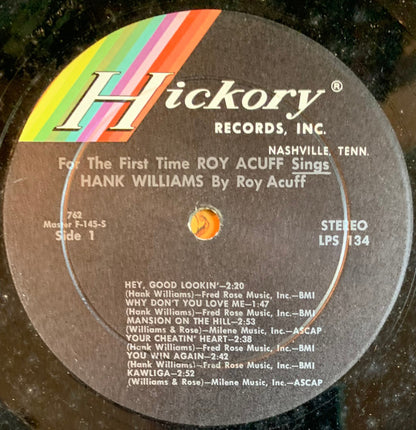 Hickory®
RECORDS, INC.
NASHVILLE, TENN.
For The First Time ROY ACUFF Sings
HANK WILLIAMS By Roy Acuff
762
Master F-145-S
Side 1
STEREO
LPS 134
HEY, GOOD LOOKIN'—2:20
(Hank Williams)—Fred Rose Music, Inc.—BMI
WHY DON'T YOU LOVE ME—1:47
(Hank Williams)—Fred Rose Music, Inc.—BMI
MANSION ON THE HILL—2:53
(Williams & Rose)—Milene Music, Inc.—ASCAP
YOUR CHEATIN' HEART—2:38
(Hank Williams)—Fred Rose Music, Inc.—BMI
YOU WIN AGAIN—2:42
(Hank Williams)—Fred Rose Music, Inc.—BMI
KAWLIGA—2:52
(Williams & Rose)—Milene Music, Inc.—ASCAP